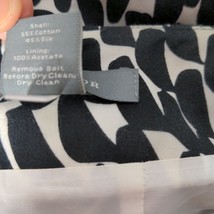 Shell:
55% Cotton
45% Silk
Lining:
100% Acetate
Remove Belt
Before Dry Clean
Dry Clean